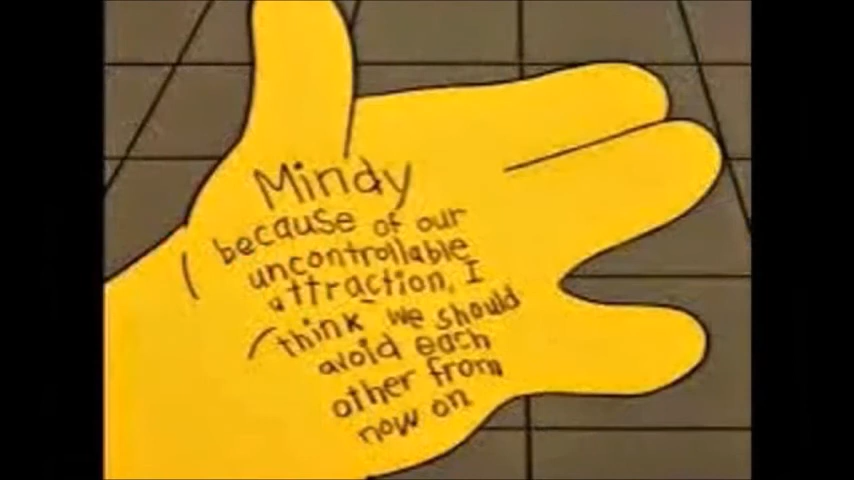 Mindy
because of our
uncontrollable
attraction, I
think we should
avoid each
other from
now on